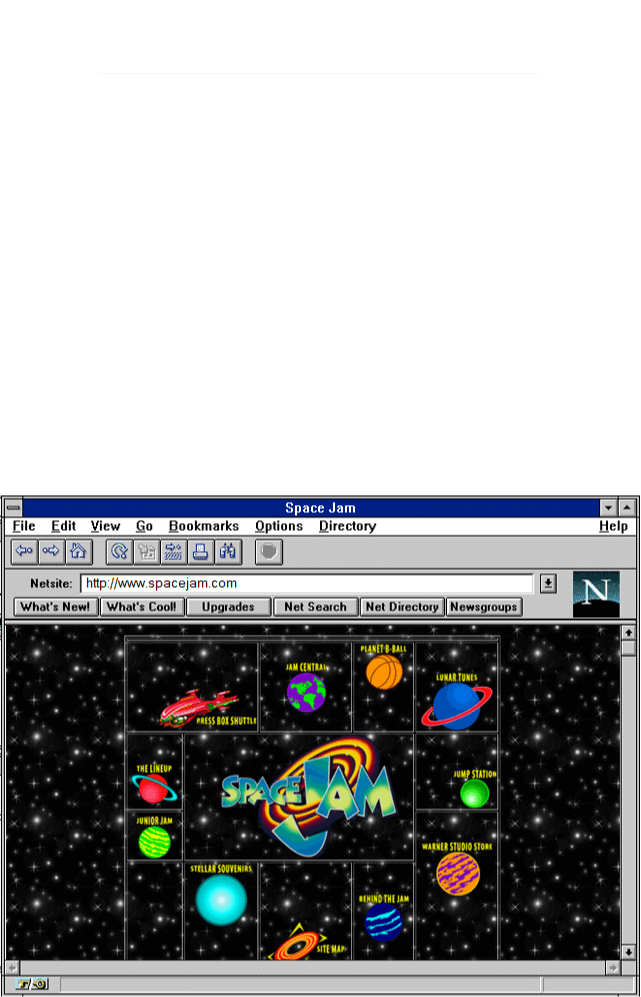 Space Jam
File Edit View Go Bookmarks Options Directory Help
Netsite: http://www.spacejam.com
N
What's New! What's Cool! Upgrades Net Search Net Directory Newsgroups
PRESS BOX SHUTTLE
JAM CENTRAL
PLANET B-BALL
LUNAR TUNES
THE LINEUP
SPACE JAM
JUMP STATION
JUNIOR JAM
WARNER STUDIO STORE
STELLAR SOUVENIRS
SITE MAP
BEHIND THE JAM